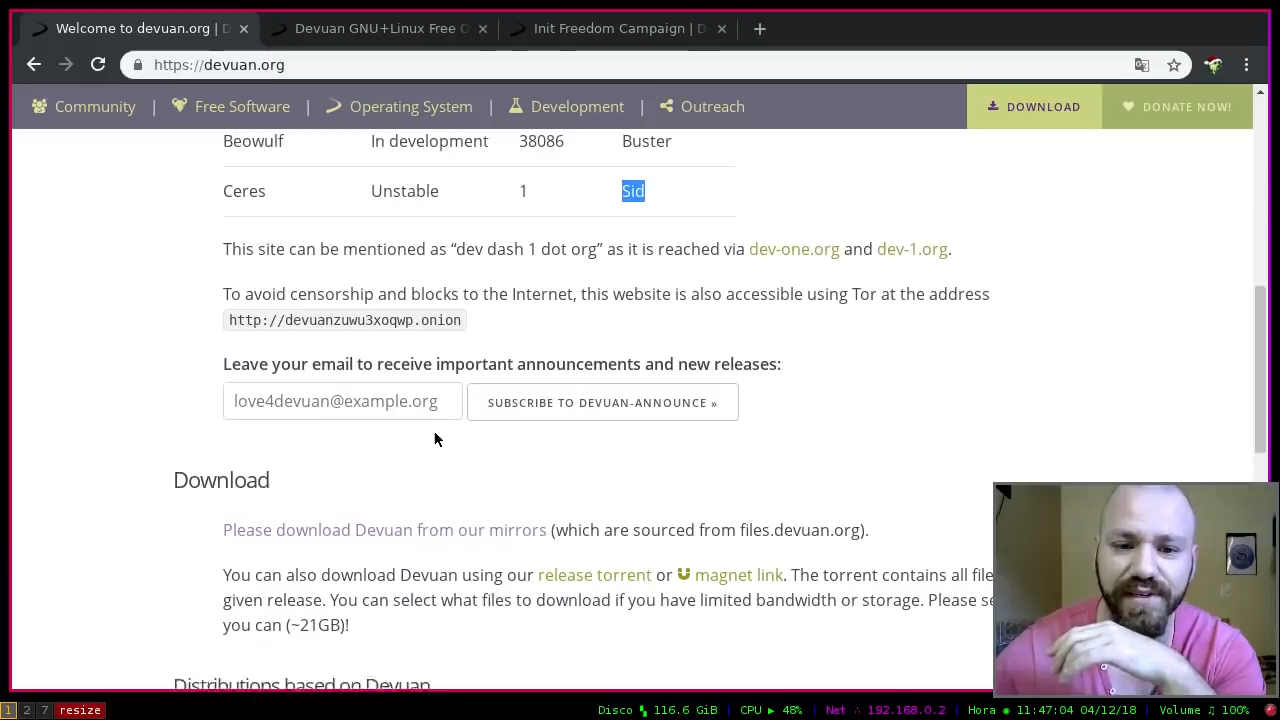 Welcome to devuan.org | D
Devuan GNU+Linux Free O
Init Freedom Campaign | D
https://devuan.org
Community | Free Software | Operating System | Development | Outreach
DOWNLOAD
DONATE NOW!
Beowulf In development 38086 Buster
Ceres Unstable 1 Sid
This site can be mentioned as “dev dash 1 dot org” as it is reached via dev-one.org and dev-1.org.
To avoid censorship and blocks to the Internet, this website is also accessible using Tor at the address
http://devuanzuwu3xoqwp.onion
Leave your email to receive important announcements and new releases:
love4devuan@example.org
SUBSCRIBE TO DEVUAN-ANNOUNCE »
Download
Please download Devuan from our mirrors (which are sourced from files.devuan.org).
You can also download Devuan using our release torrent or magnet link. The torrent contains all file
given release. You can select what files to download if you have limited bandwidth or storage. Please se
you can (~21GB)!
Distributions based on Devuan
1 2 7 resize
Disco 116.6 GiB | CPU 48% | Net 192.168.0.2 | Hora 11:47:04 04/12/18 | Volume ♫ 100%